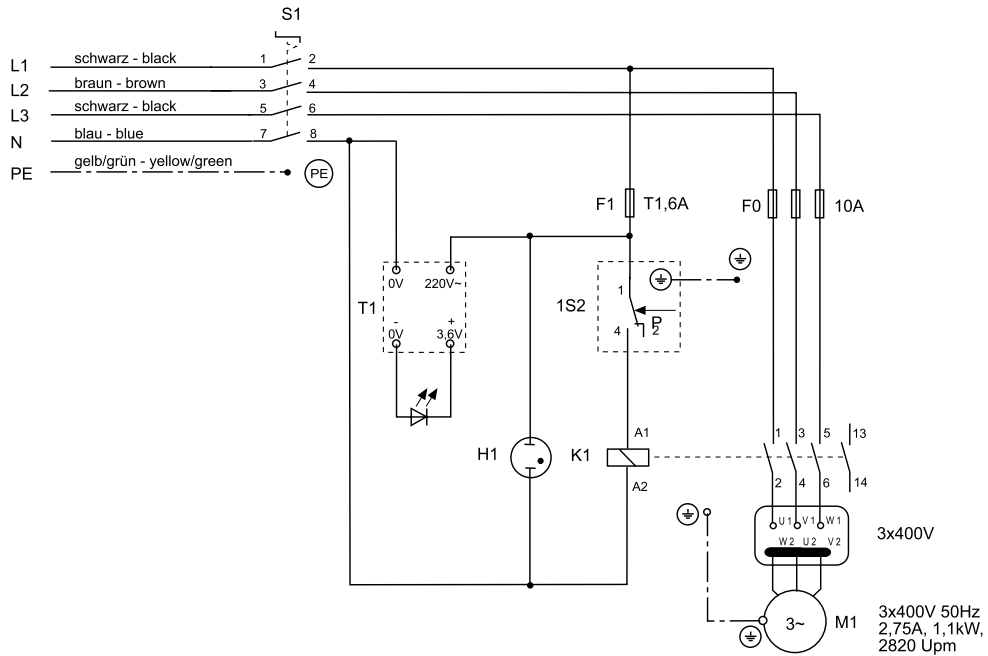 S1
L1 schwarz - black 1 2
L2 braun - brown 3 4
L3 schwarz - black 5 6
N blau - blue 7 8
PE gelb/grün - yellow/green PE
F1 T1,6A F0 10A
0V 220V~
T1
- +
0V 3,6V
1S2
1
P
4 2
H1
K1
A1
A2
1 3 5 13
2 4 6 14
U1 V1 W1
W2 U2 V2
3x400V
3~
M1
3x400V 50Hz
2,75A, 1,1kW,
2820 Upm